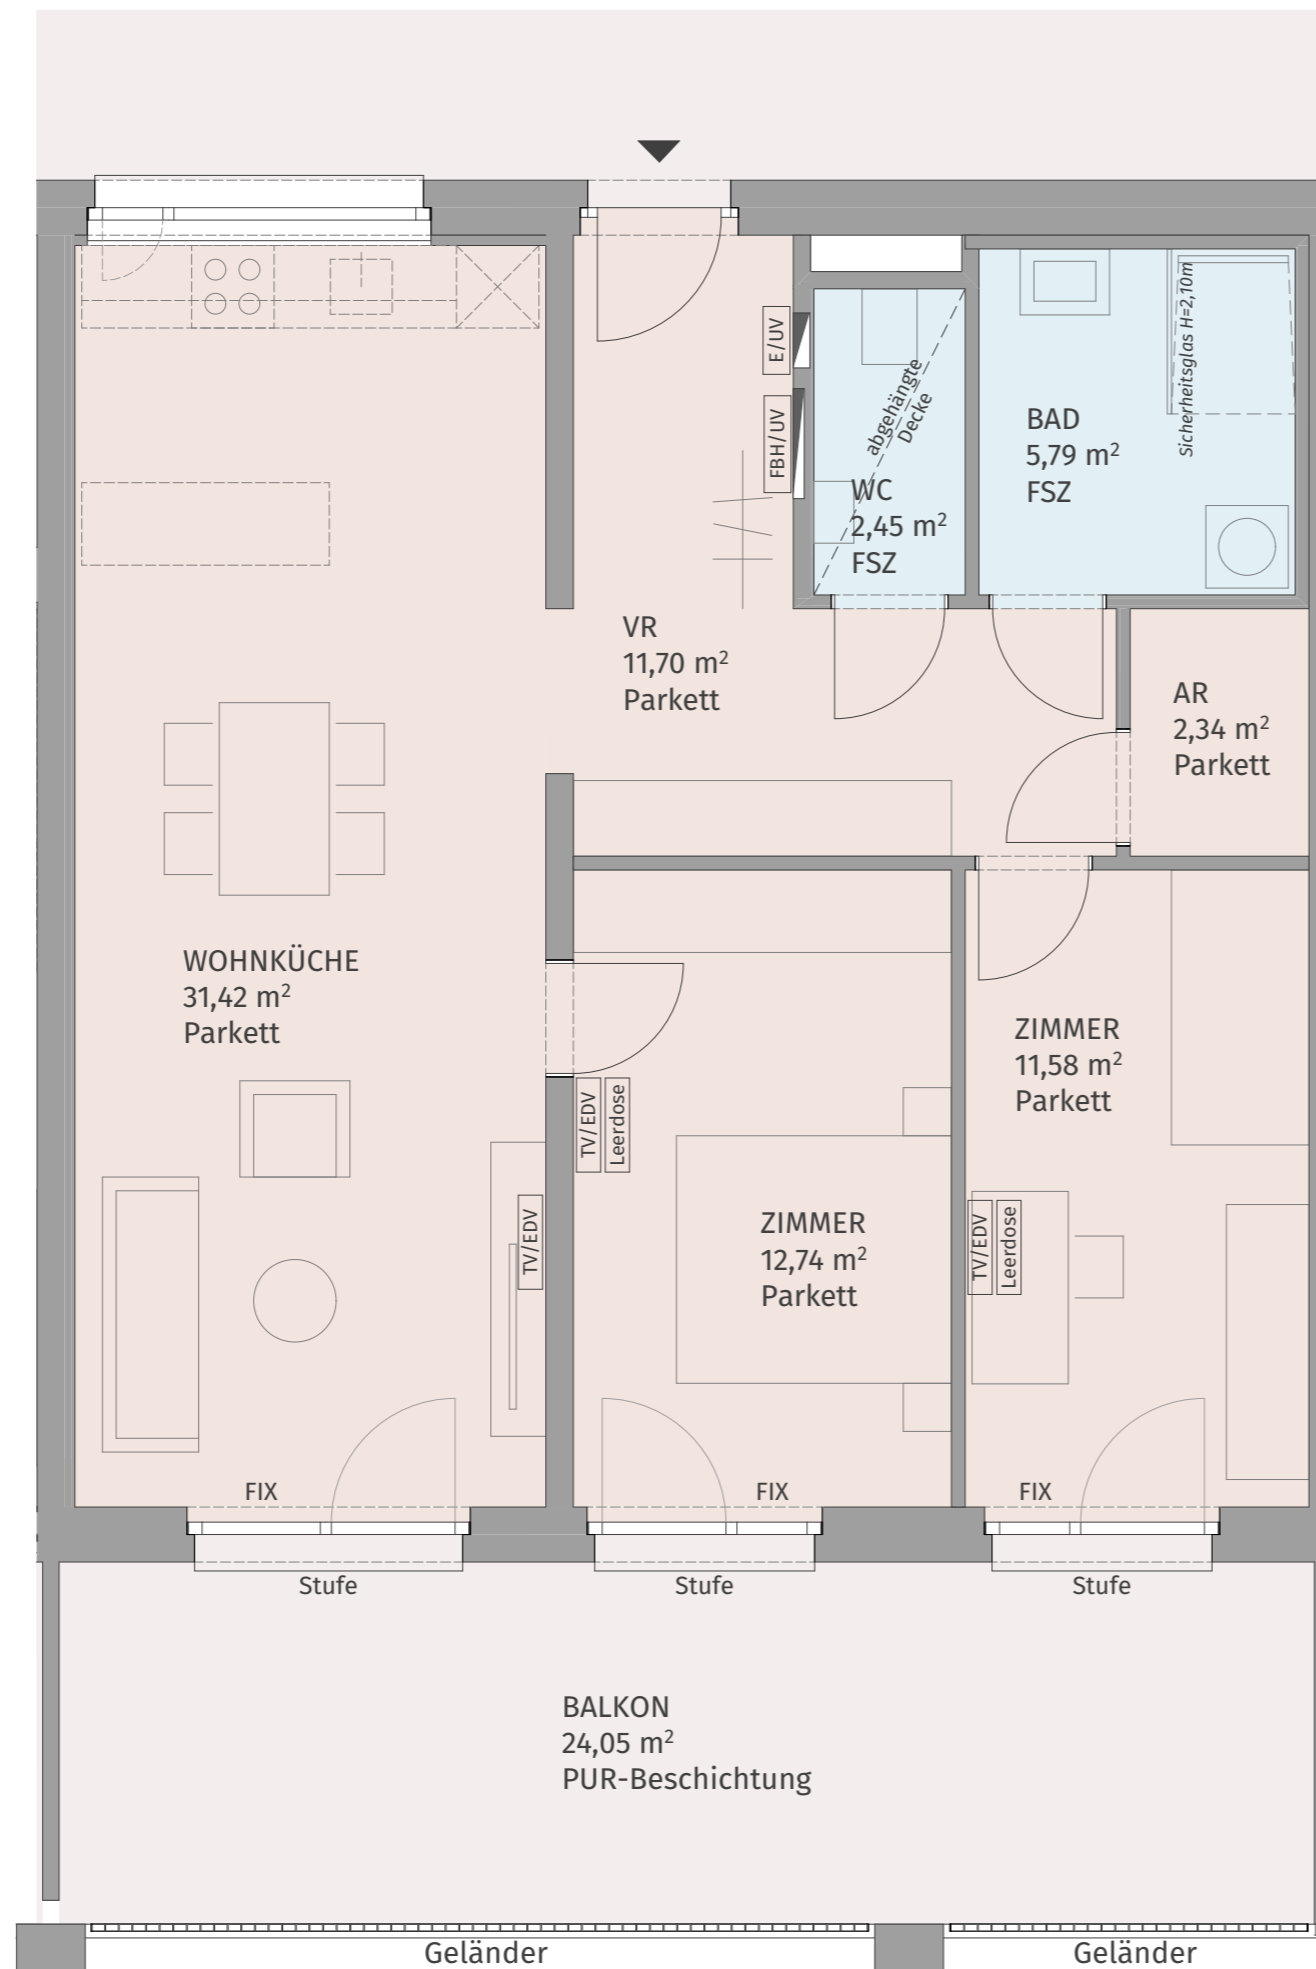 E/UV
FBH/UV
abgehängte
Decke
WC
2,45 m²
FSZ
BAD
5,79 m²
FSZ
Sicherheitsglas H=2,10m
VR
11,70 m²
Parkett
AR
2,34 m²
Parkett
WOHNKÜCHE
31,42 m²
Parkett
TV/EDV
TV/EDV
Leerdose
ZIMMER
12,74 m²
Parkett
ZIMMER
11,58 m²
Parkett
TV/EDV
Leerdose
FIX
FIX
FIX
Stufe
Stufe
Stufe
BALKON
24,05 m²
PUR-Beschichtung
Geländer
Geländer